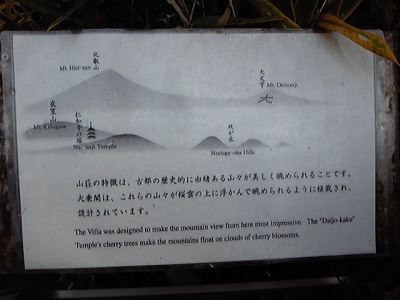 比叡山
Mt. Hiei-zan
大文字
Mt. Daimonji
衣笠山
Mt. Kinugasa
仁和寺の塔
Nin-naji Temple
双が丘
Narabiga-oka Hills
山荘の特徴は、古都の歴史的に由緒ある山々が美しく眺められることです。
大乗閣は、これらの山々が桜雲の上に浮かんで眺められるように植栽され、
設計されています。
The Villa was designed to make the mountain view from here most impressive. The "Daijo-kaku"
Temple's cherry trees make the mountains float on clouds of cherry blossoms.